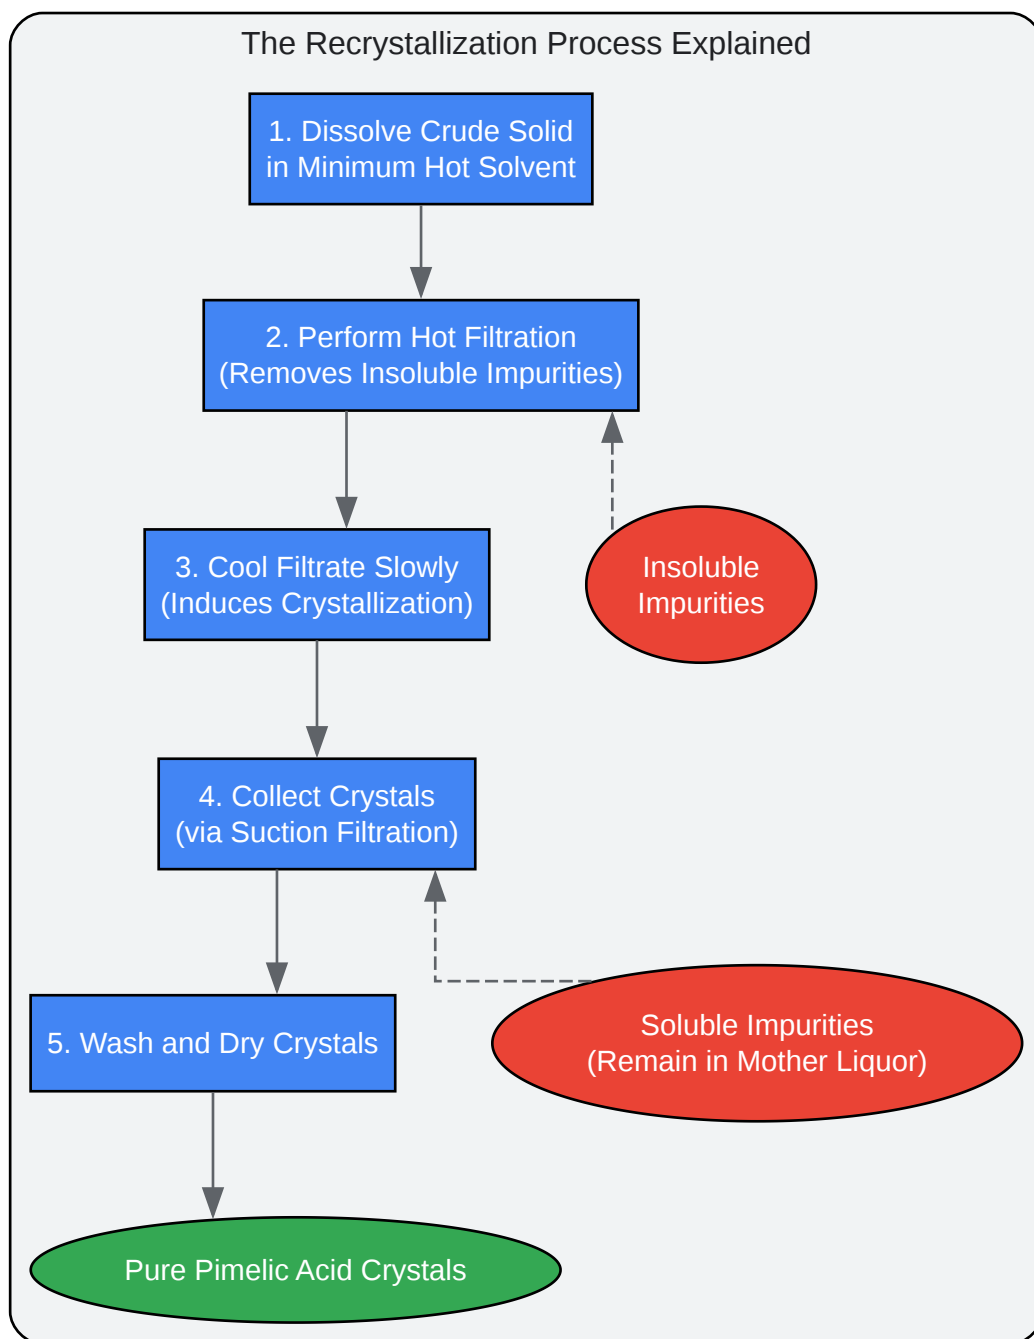 The Recrystallization Process Explained
1. Dissolve Crude Solid
in Minimum Hot Solvent
2. Perform Hot Filtration
(Removes Insoluble Impurities)
3. Cool Filtrate Slowly
(Induces Crystallization)
Insoluble
Impurities
4. Collect Crystals
(via Suction Filtration)
5. Wash and Dry Crystals
Soluble Impurities
(Remain in Mother Liquor)
Pure Pimelic Acid Crystals